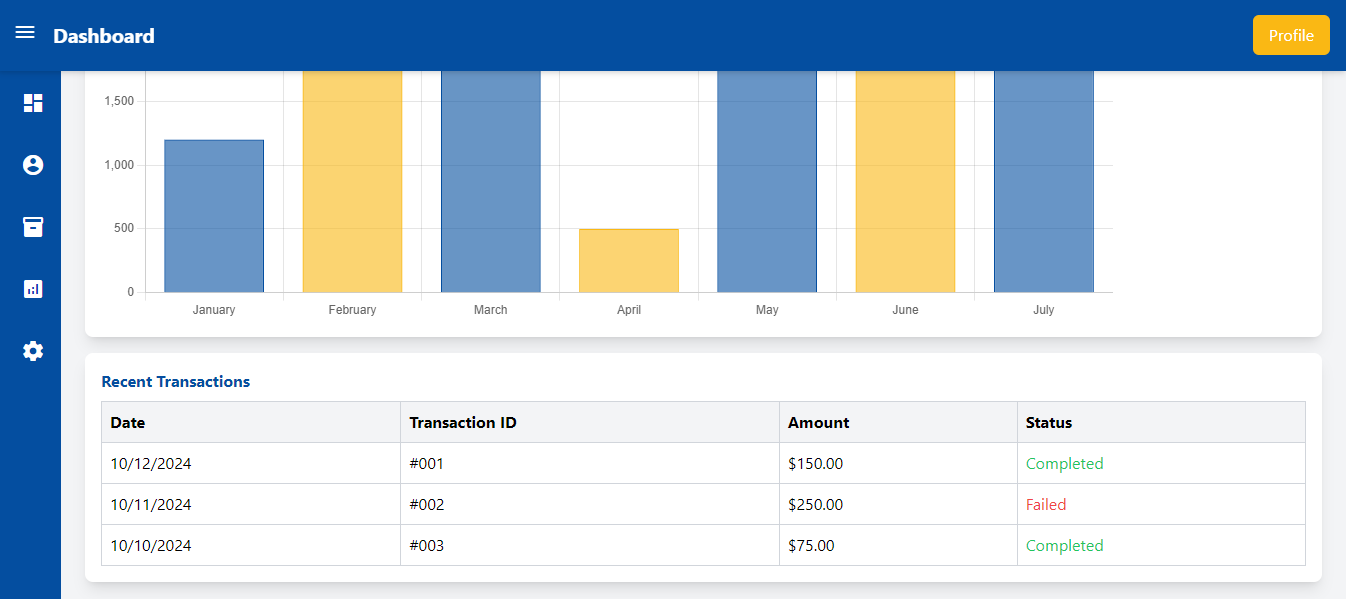 Dashboard
Profile
1,500
1,000
500
0
January February March April May June July
Recent Transactions
Date Transaction ID Amount Status
10/12/2024 #001 $150.00 Completed
10/11/2024 #002 $250.00 Failed
10/10/2024 #003 $75.00 Completed